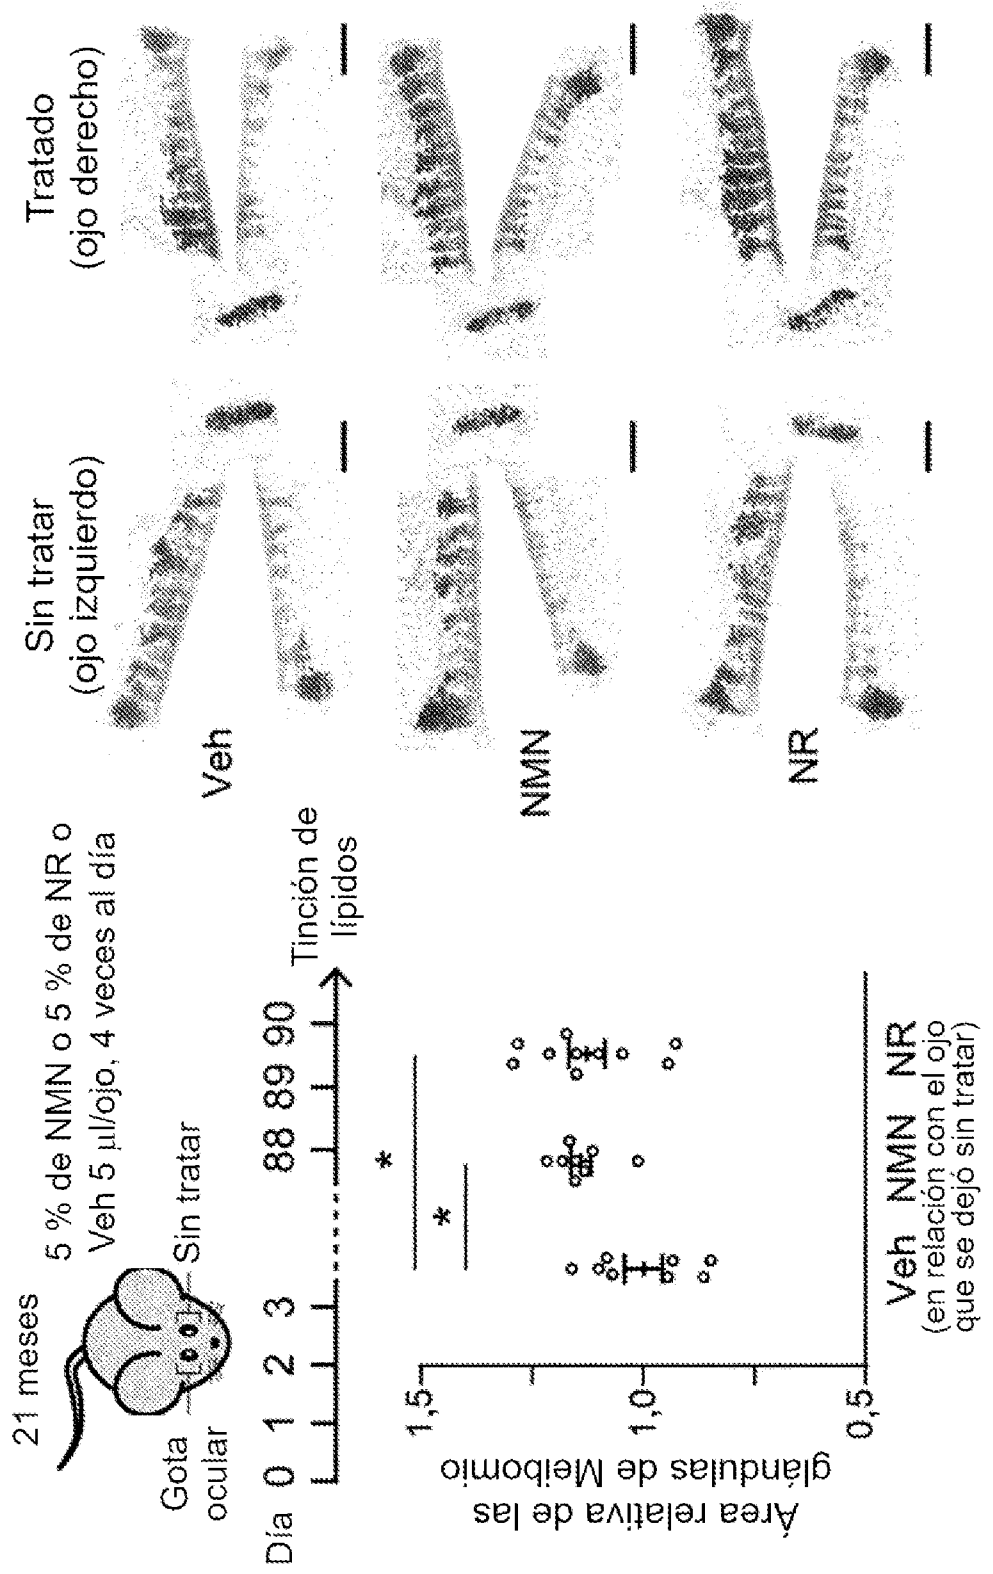 21 meses
5 % de NMN o 5 % de NR o
Veh 5 µl/ojo, 4 veces al día
Gota
ocular
Sin tratar
Día 0 1 2 3 88 89 90
Tinción de
lípidos
Área relativa de las
glándulas de Meibomio
1,5
1,0
0,5
*
*
Veh NMN NR
(en relación con el ojo
que se dejó sin tratar)
Sin tratar
(ojo izquierdo)
Tratado
(ojo derecho)
Veh
NMN
NR